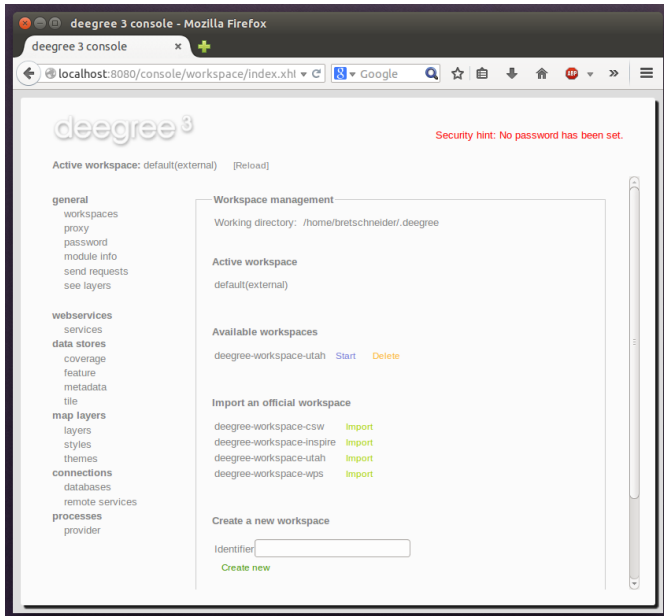 deegree 3 console - Mozilla Firefox
deegree 3 console
localhost:8080/console/workspace/index.xht
Google
deegree 3
Security hint: No password has been set.
Active workspace: default(external) [Reload]
general
workspaces
proxy
password
module info
send requests
see layers
webservices
services
data stores
coverage
feature
metadata
tile
map layers
layers
styles
themes
connections
databases
remote services
processes
provider
Workspace management
Working directory: /home/bretschneider/.deegree
Active workspace
default(external)
Available workspaces
deegree-workspace-utah Start Delete
Import an official workspace
deegree-workspace-csw Import
deegree-workspace-inspire Import
deegree-workspace-utah Import
deegree-workspace-wps Import
Create a new workspace
Identifier
Create new